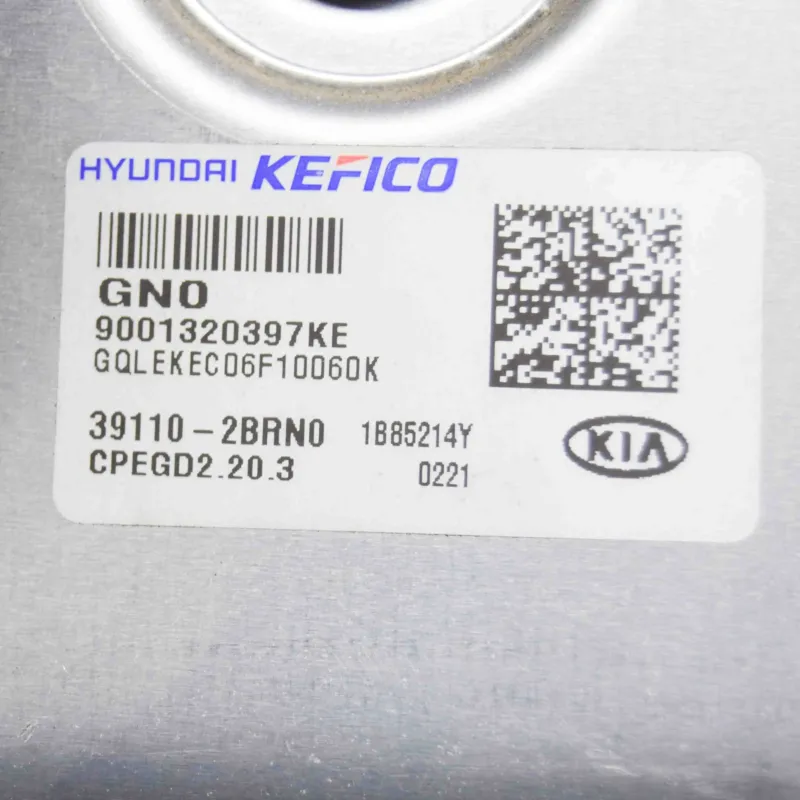 HYUNDAI KEFICO
GN0
9001320397KE
GQLEKEC06F10060K
39110-2BRN0 1B85214Y
CPEGD2.20.3 0221
KIA